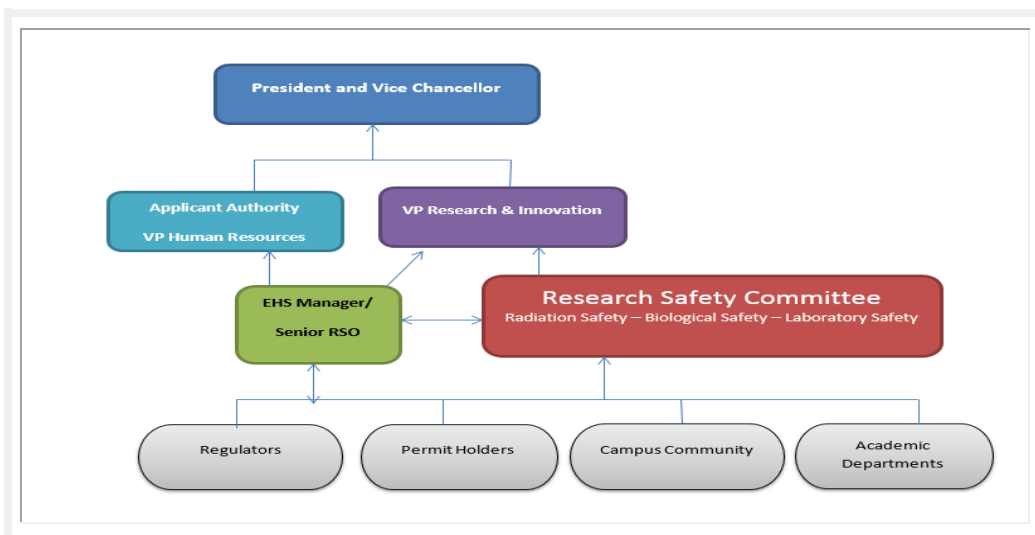 President and Vice Chancellor
Applicant Authority
VP Human Resources
VP Research & Innovation
EHS Manager/
Senior RSO
Research Safety Committee
Radiation Safety – Biological Safety – Laboratory Safety
Regulators
Permit Holders
Campus Community
Academic
Departments